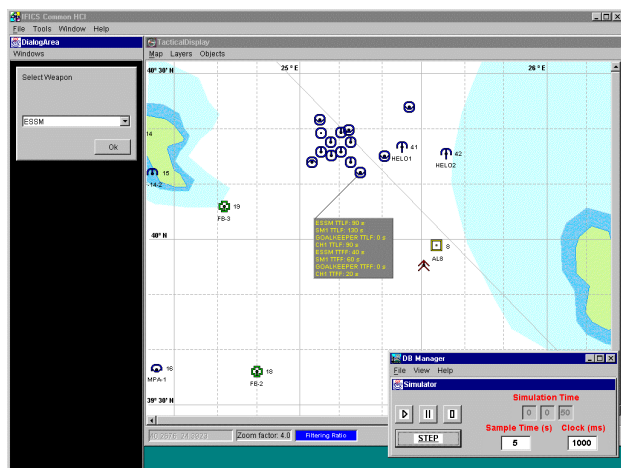 IFICS Common HCI
File Tools Window Help
DialogArea
Windows
Select Weapon
ESSM
Ok
TacticalDisplay
Map Layers Objects
40° 30' N
25 ° E
26 ° E
14
15
-14-2
41
HELO1
42
HELO2
19
FB-3
ESSM TTLF: 90 s
SM1 TTLF: 130 s
GOALKEEPER TTLF: 0 s
CH1 TTLF: 90 s
ESSM TTFF: 40 s
SM1 TTFF: 60 s
GOALKEEPER TTFF: 0 s
CH1 TTFF: 20 s
40° N
8
AL8
16
MPA-1
18
FB-2
39° 30' N
Zoom factor: 4.0
Filtering Ratio
DB Manager
File View Help
Simulator
Simulation Time
0 0 50
STEP
Sample Time (s) Clock (ms)
5 1000